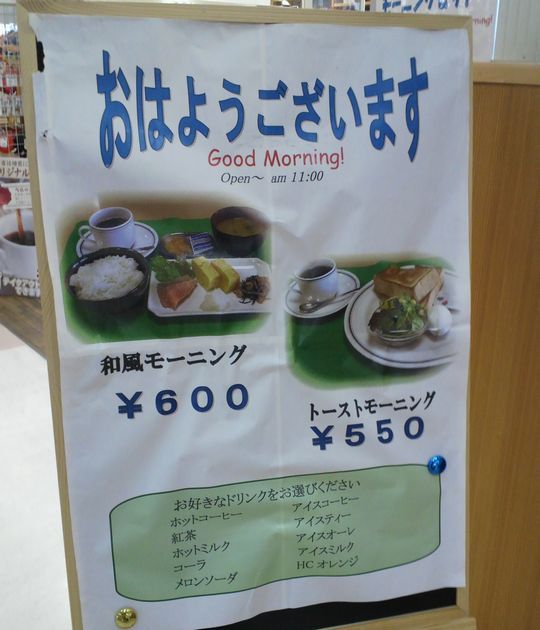 おはようございます
Good Morning!
Open～ am 11:00
和風モーニング
￥600
トーストモーニング
￥550
お好きなドリンクをお選びください
ホットコーヒー
紅茶
ホットミルク
コーラ
メロンソーダ
アイスコーヒー
アイスティー
アイスオーレ
アイスミルク
HC オレンジ